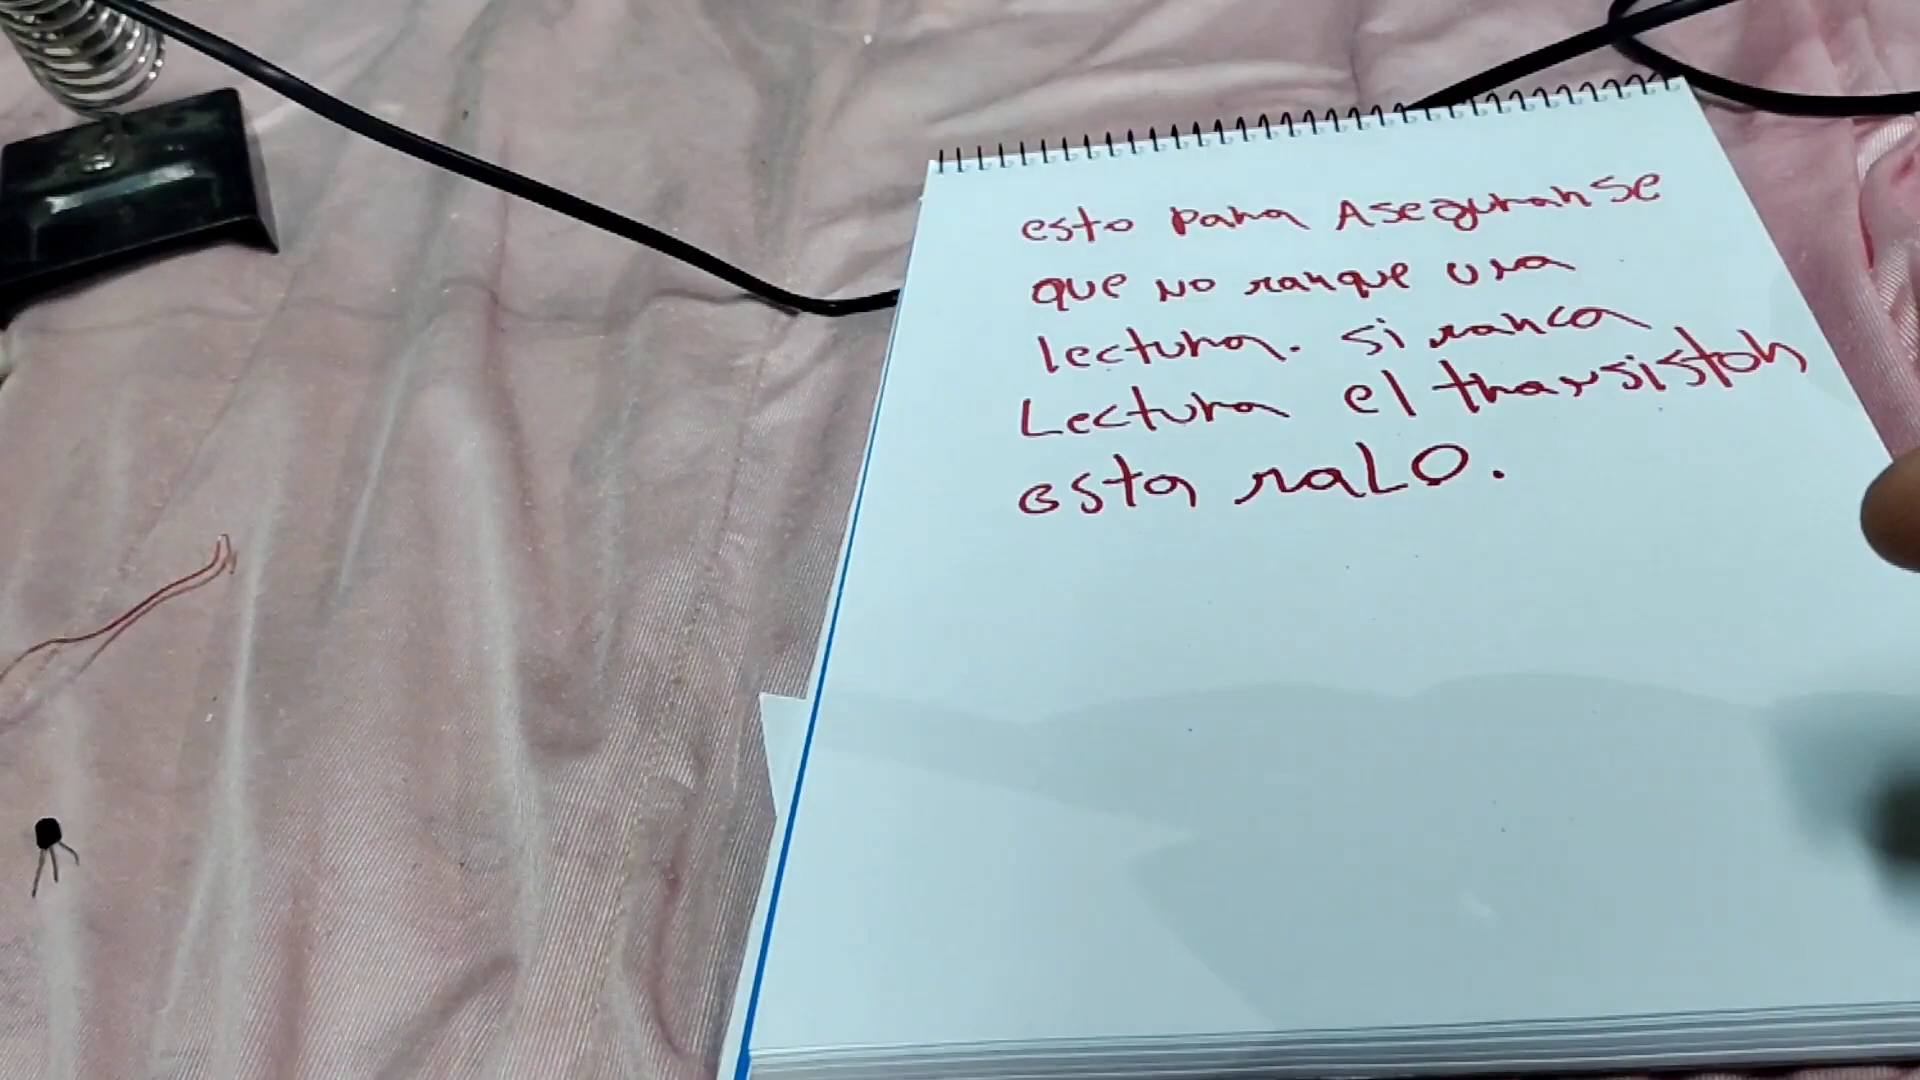 esto para Asegurarse
que no marque una
lectura. si marca
Lectura el transistor
esta malo.